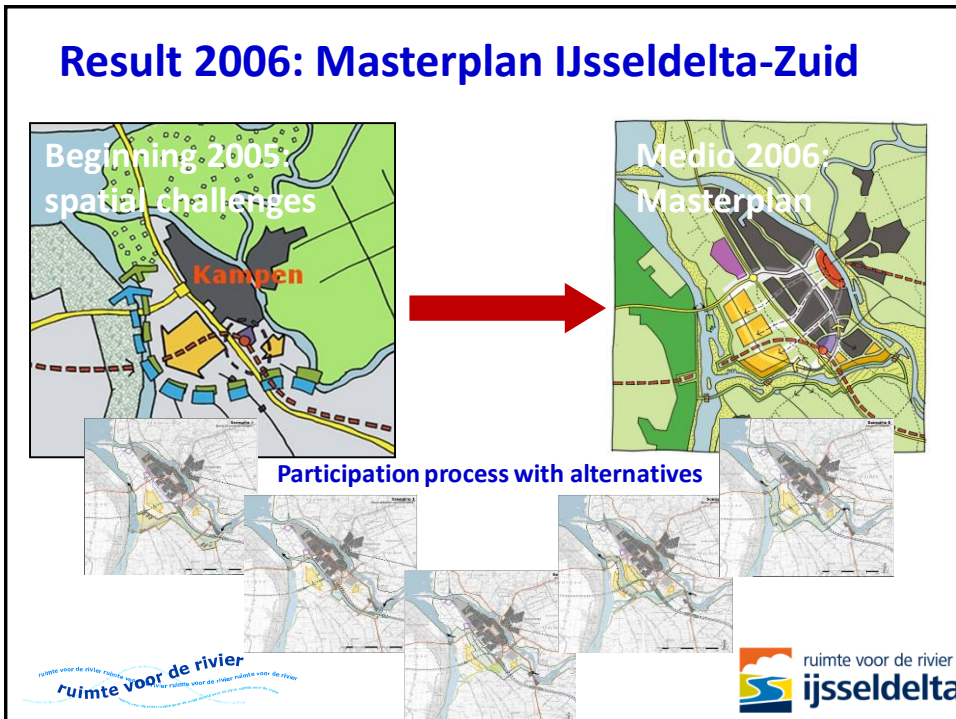 Result 2006: Masterplan IJsseldelta-Zuid
Beginning 2005:
spatial challenges
Kampen
Medio 2006:
Masterplan
Participation process with alternatives
ruimte voor de rivier
ruimte voor de rivier
ijsseldelta